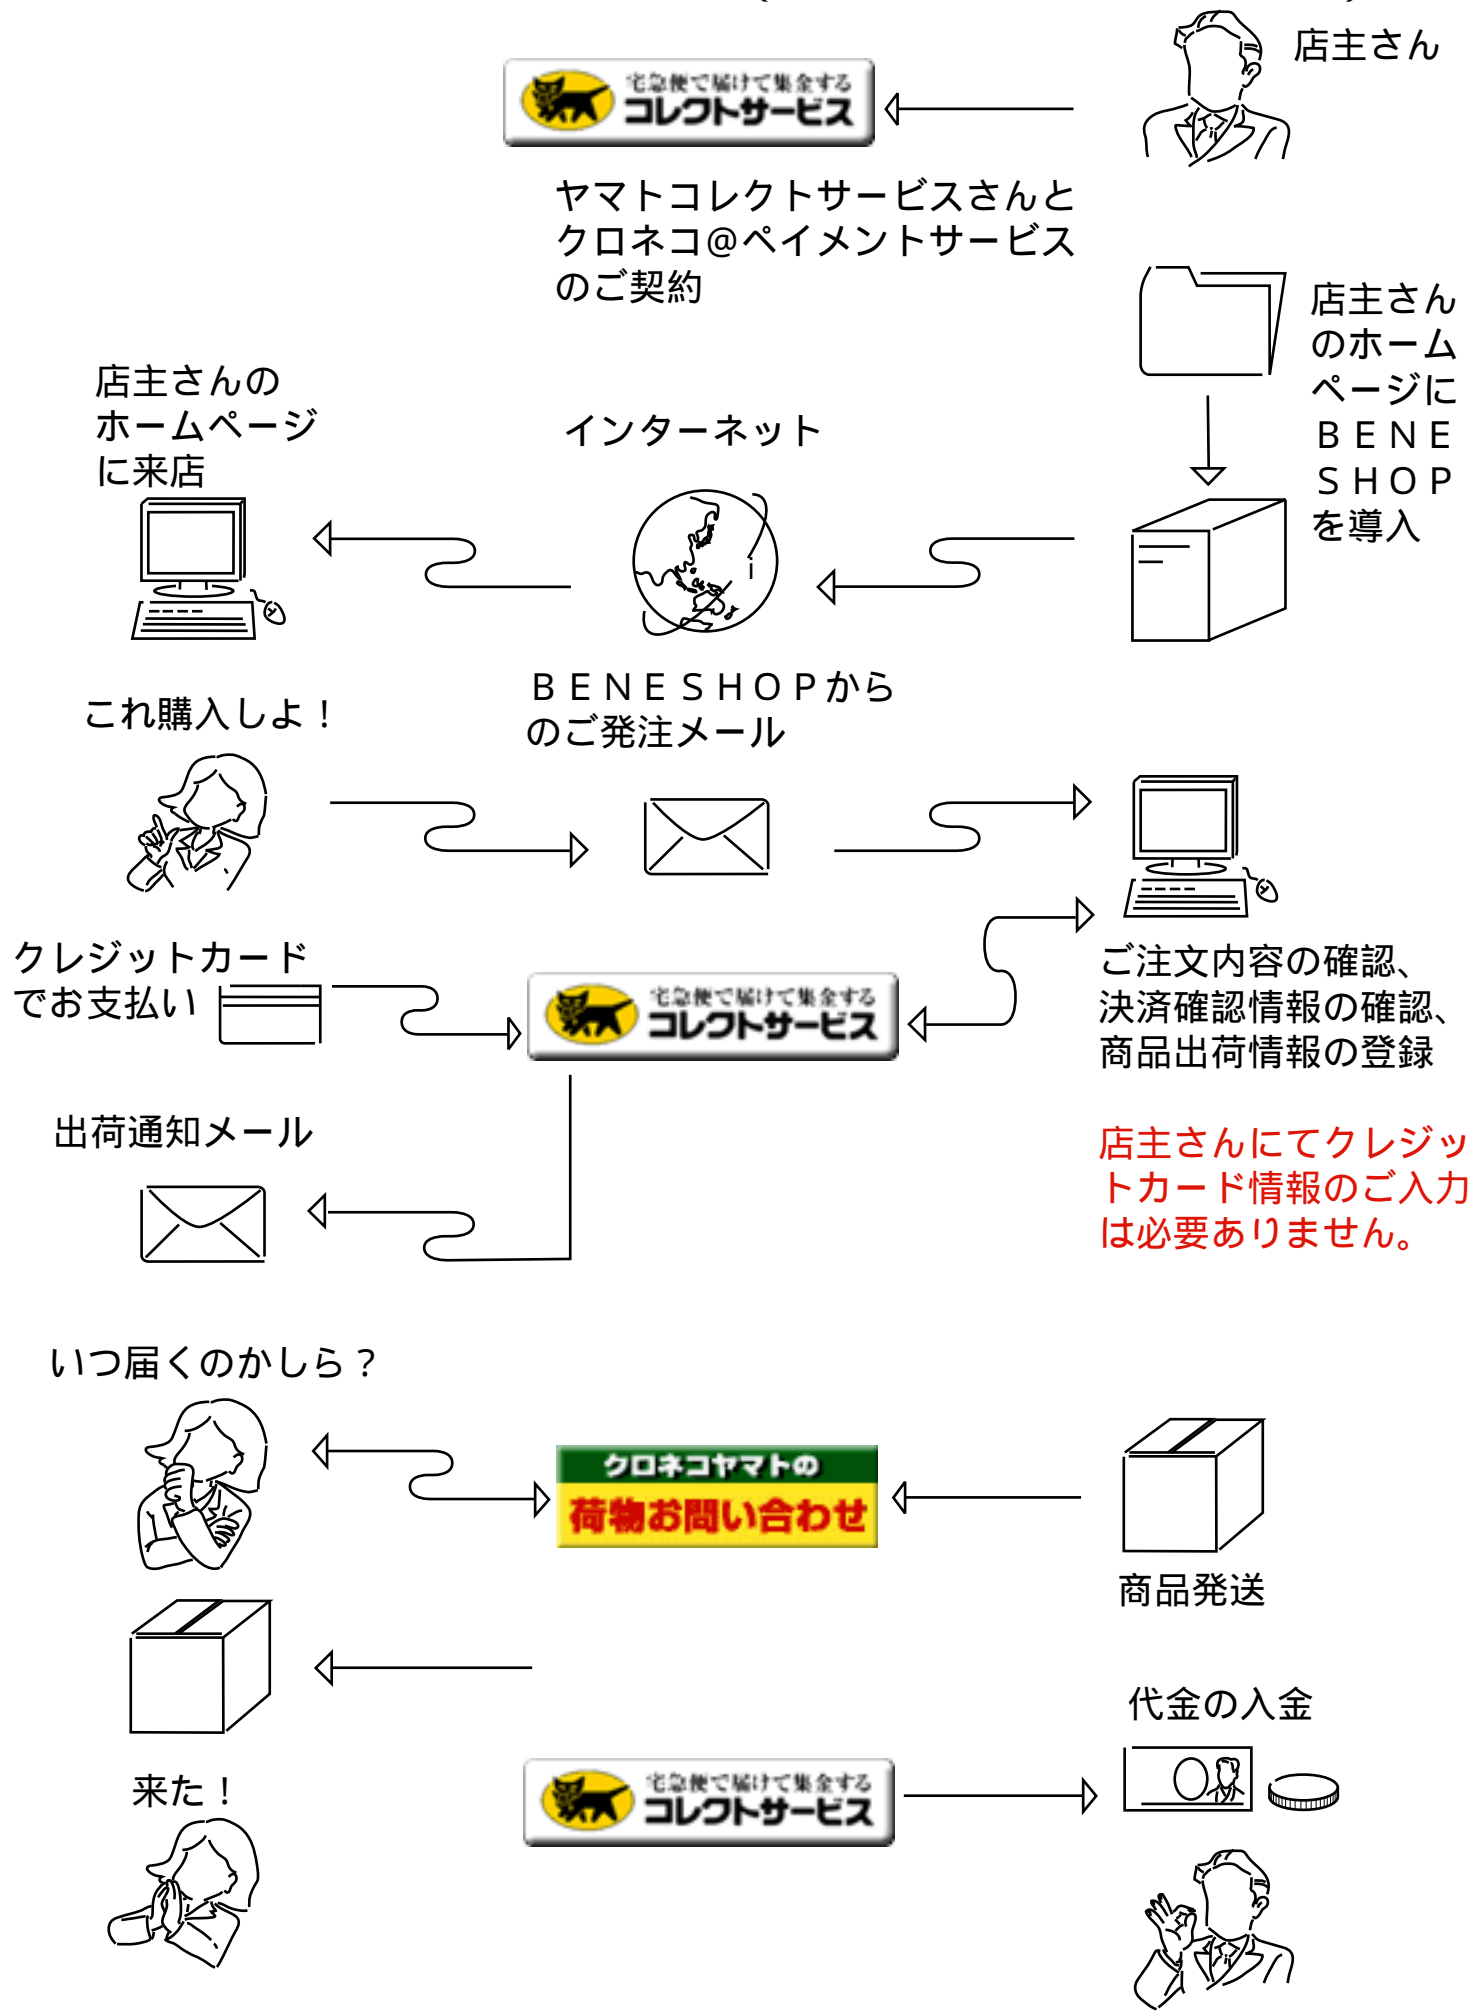 店主さん
宅急便で届けて集金する
コレクトサービス
ヤマトコレクトサービスさんと
クロネコ@ペイメントサービス
のご契約
店主さん
のホーム
ページに
ＢＥＮＥ
ＳＨＯＰ
を導入
店主さんの
ホームページ
に来店
インターネット
これ購入しよ！
ＢＥＮＥＳＨＯＰから
のご発注メール
クレジットカード
でお支払い
宅急便で届けて集金する
コレクトサービス
ご注文内容の確認、
決済確認情報の確認、
商品出荷情報の登録
出荷通知メール
店主さんにてクレジッ
トカード情報のご入力
は必要ありません。
いつ届くのかしら？
クロネコヤマトの
荷物お問い合わせ
商品発送
代金の入金
来た！
宅急便で届けて集金する
コレクトサービス